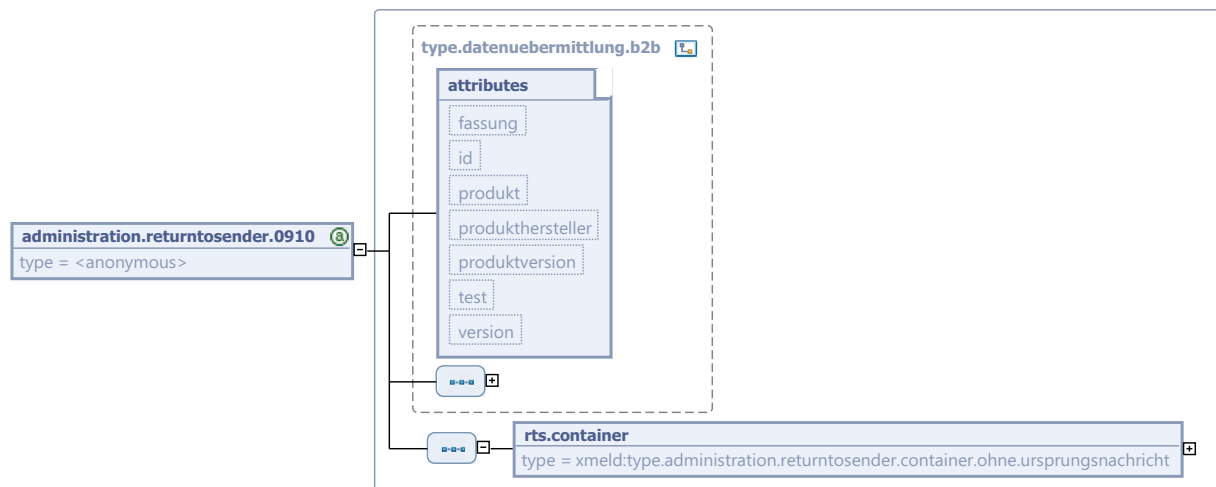 type.datenuebermittlung.b2b
attributes
fassung
id
produkt
produkthersteller
produktversion
test
version
administration.returntosender.0910 a
type = <anonymous>
rts.container
type = xmeld:type.administration.returntosender.container.ohne.ursprungsnachricht